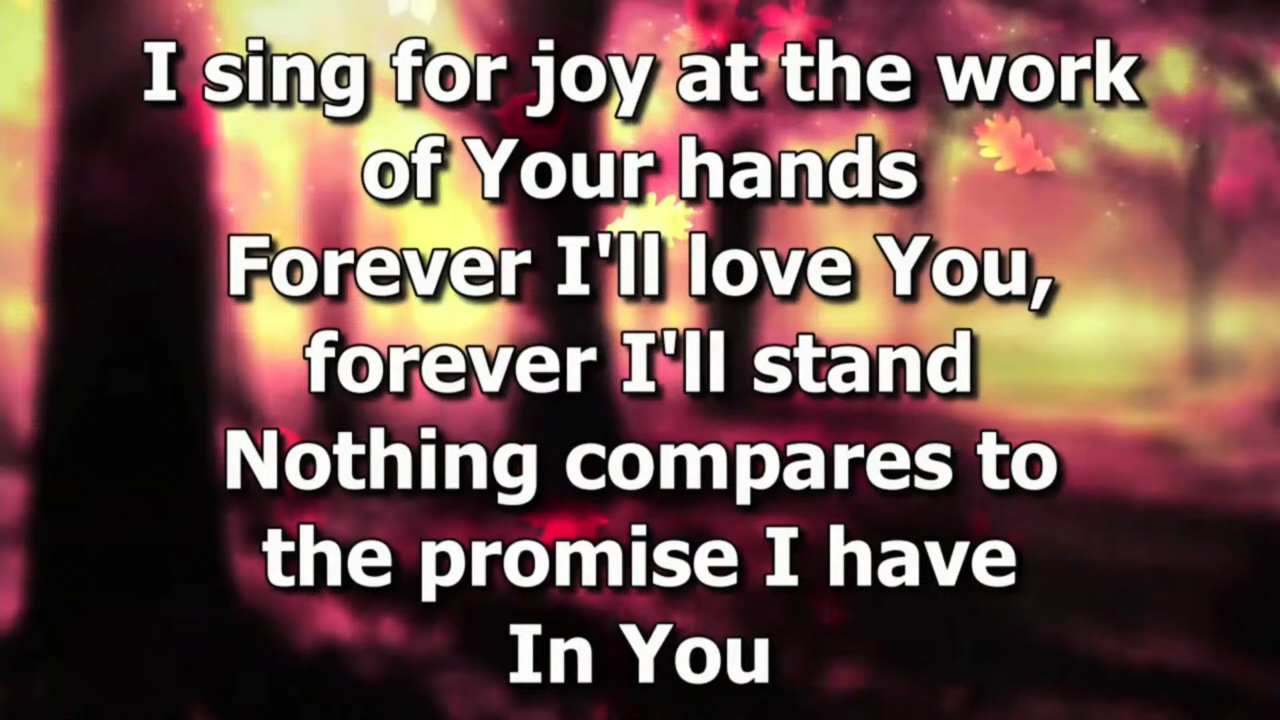 I sing for joy at the work
of Your hands
Forever I'll love You,
forever I'll stand
Nothing compares to
the promise I have
In You